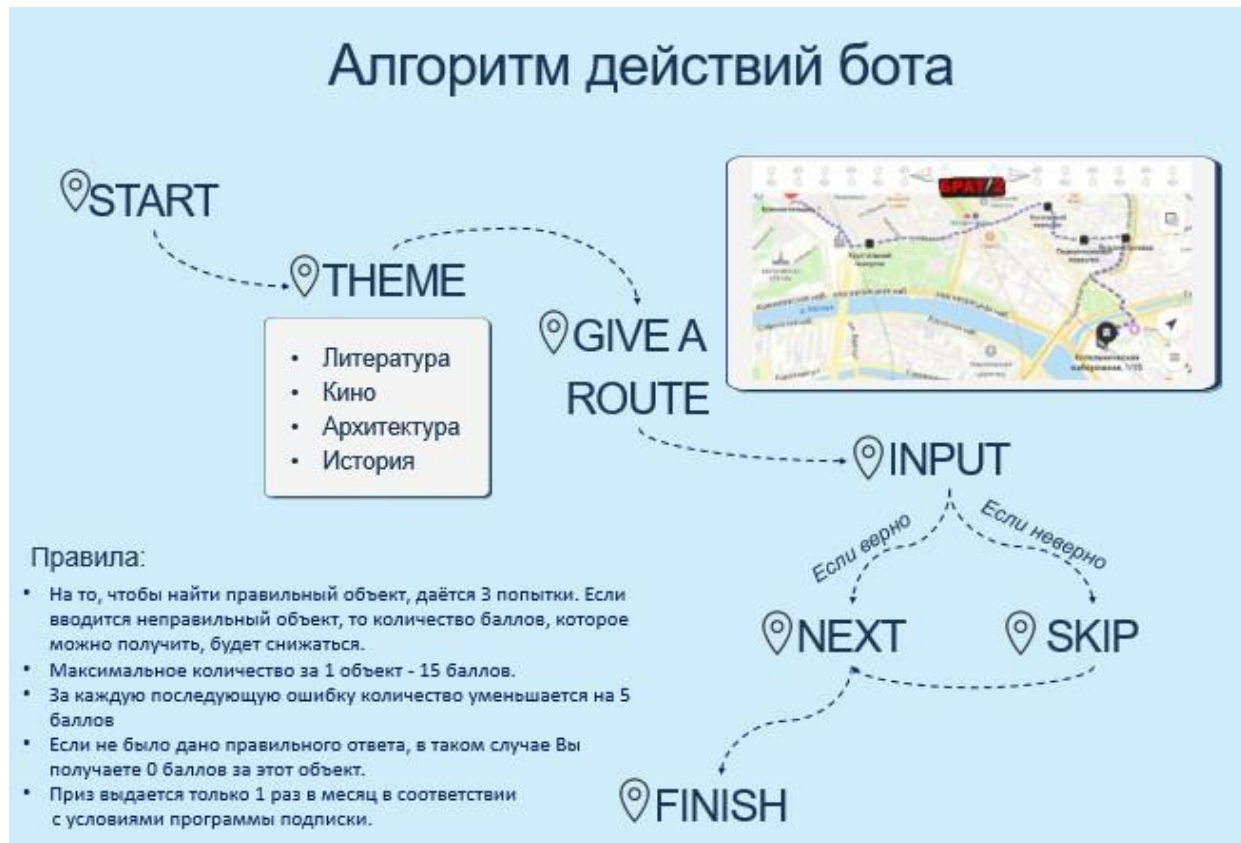 Алгоритм действий бота
START
THEME
• Литература
• Кино
• Архитектура
• История
GIVE A
ROUTE
БРАТ 2
Котельническая
набережная, 1/15
INPUT
Если верно
Если неверно
NEXT
SKIP
FINISH
Правила:
• На то, чтобы найти правильный объект, даётся 3 попытки. Если
вводится неправильный объект, то количество баллов, которое
можно получить, будет снижаться.
• Максимальное количество за 1 объект - 15 баллов.
• За каждую последующую ошибку количество уменьшается на 5
баллов
• Если не было дано правильного ответа, в таком случае Вы
получаете 0 баллов за этот объект.
• Приз выдается только 1 раз в месяц в соответствии
с условиями программы подписки.